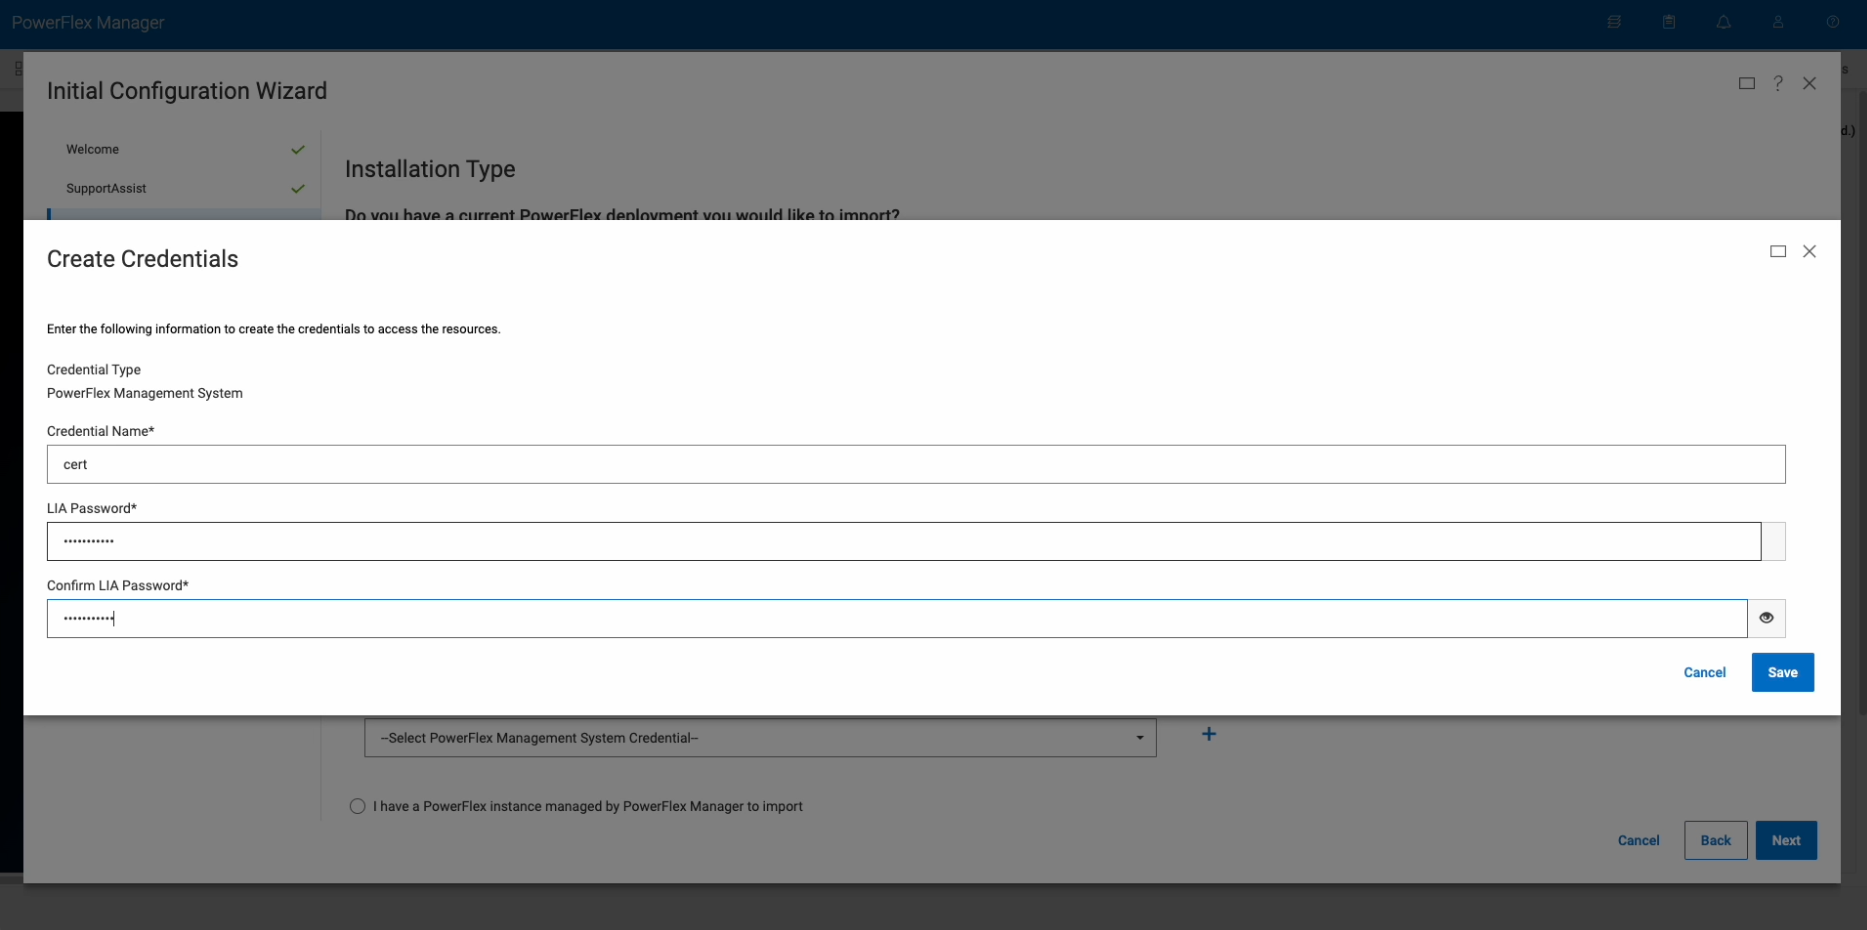 PowerFlex Manager
Initial Configuration Wizard
?
Welcome
SupportAssist
Installation Type
Do you have a current PowerFlex deployment you would like to import?
d.)
Create Credentials
Enter the following information to create the credentials to access the resources.
Credential Type
PowerFlex Management System
Credential Name*
cert
LIA Password*
•••••••••••
Confirm LIA Password*
•••••••••••
Cancel
Save
--Select PowerFlex Management System Credential--
+
I have a PowerFlex instance managed by PowerFlex Manager to import
Cancel
Back
Next